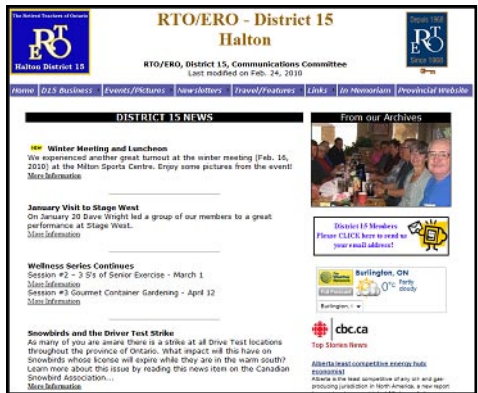 The Retired Teachers of Ontario
ERTO
Halton District 15
RTO/ERO - District 15
Halton
RTO/ERO, District 15, Communications Committee
Last modified on Feb. 24, 2010
Depuis 1968
ERTO
Since 1968
Home D15 Business Events/Pictures Newsletters Travel/Features Links In Memoriam Provincial Website
DISTRICT 15 NEWS
NEW Winter Meeting and Luncheon
We experienced another great turnout at the winter meeting (Feb. 16,
2010) at the Milton Sports Centre. Enjoy some pictures from the event!
More Information
January Visit to Stage West
On January 20 Dave Wright led a group of our members to a great
performance at Stage West.
More Information
Wellness Series Continues
Session #2 - 3 S's of Senior Exercise - March 1
More Information
Session #3 Gourmet Container Gardening - April 12
More Information
Snowbirds and the Driver Test Strike
As many of you are aware there is a strike at all Drive Test locations
throughout the province of Ontario. What impact will this have on
Snowbirds whose license will expire while they are in the warm south?
Learn more about this issue by reading this news item on the Canadian
Snowbird Association...
More Information
From our Archives
District 15 Members
Please CLICK here to send us
your email address!
Burlington, ON
0°C Partly
cloudy
Burlington,
cbc.ca
Top Stories News
Alberta least competitive energy hub:
economist
Alberta is the least competitive of any oil and gas-
producing jurisdiction in North America, a new report